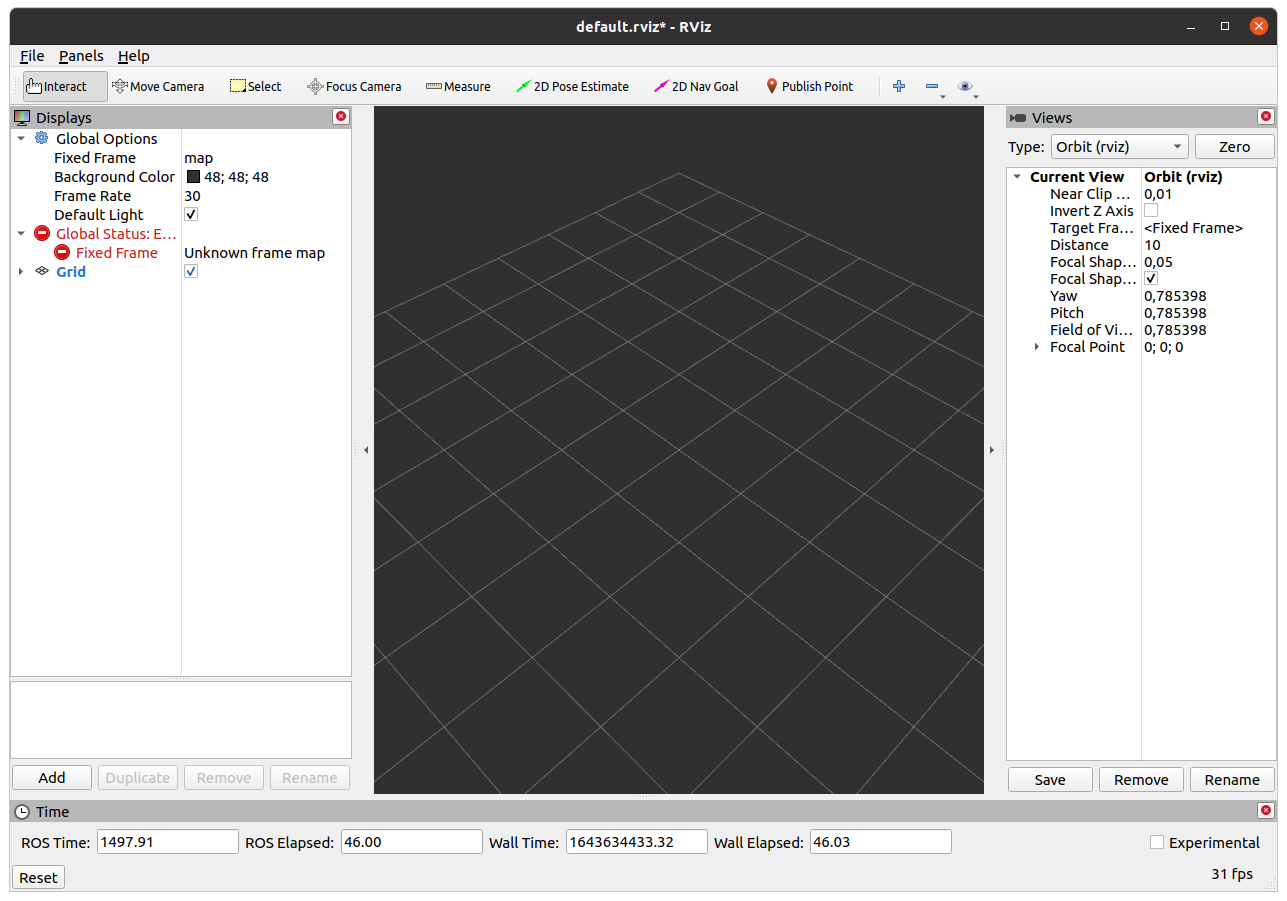 default.rviz* - RViz
File Panels Help
Interact Move Camera Select Focus Camera Measure 2D Pose Estimate 2D Nav Goal Publish Point
Displays
Global Options
Fixed Frame map
Background Color 48; 48; 48
Frame Rate 30
Default Light
Global Status: E...
Fixed Frame Unknown frame map
Grid
Add Duplicate Remove Rename
Views
Type: Orbit (rviz) Zero
Current View Orbit (rviz)
Near Clip ... 0,01
Invert Z Axis
Target Fra... <Fixed Frame>
Distance 10
Focal Shap... 0,05
Focal Shap...
Yaw 0,785398
Pitch 0,785398
Field of Vi... 0,785398
Focal Point 0; 0; 0
Save Remove Rename
Time
ROS Time: 1497.91 ROS Elapsed: 46.00 Wall Time: 1643634433.32 Wall Elapsed: 46.03 Experimental
Reset 31 fps